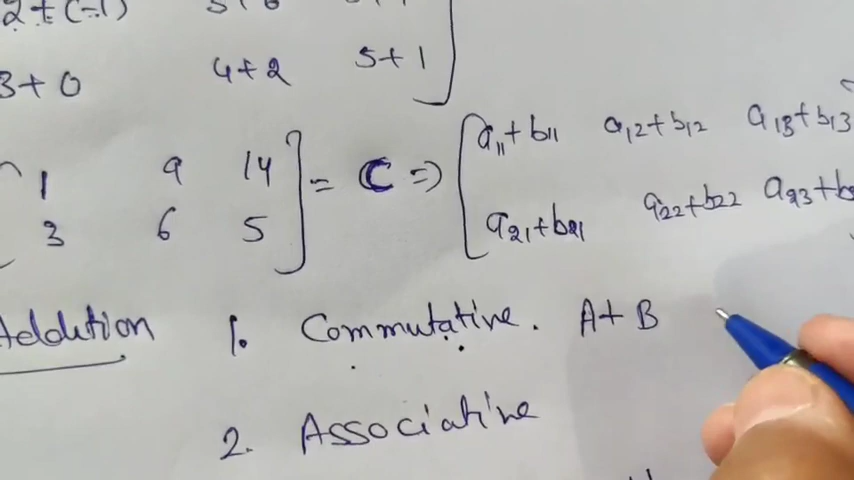 2+(-1)
3+0 4+2 5+1
1 9 14 = C => a11+b11 a12+b12 a13+b13
3 6 5 a21+b21 a22+b22 a23+b
Addition 1. Commutative. A+B
2. Associative